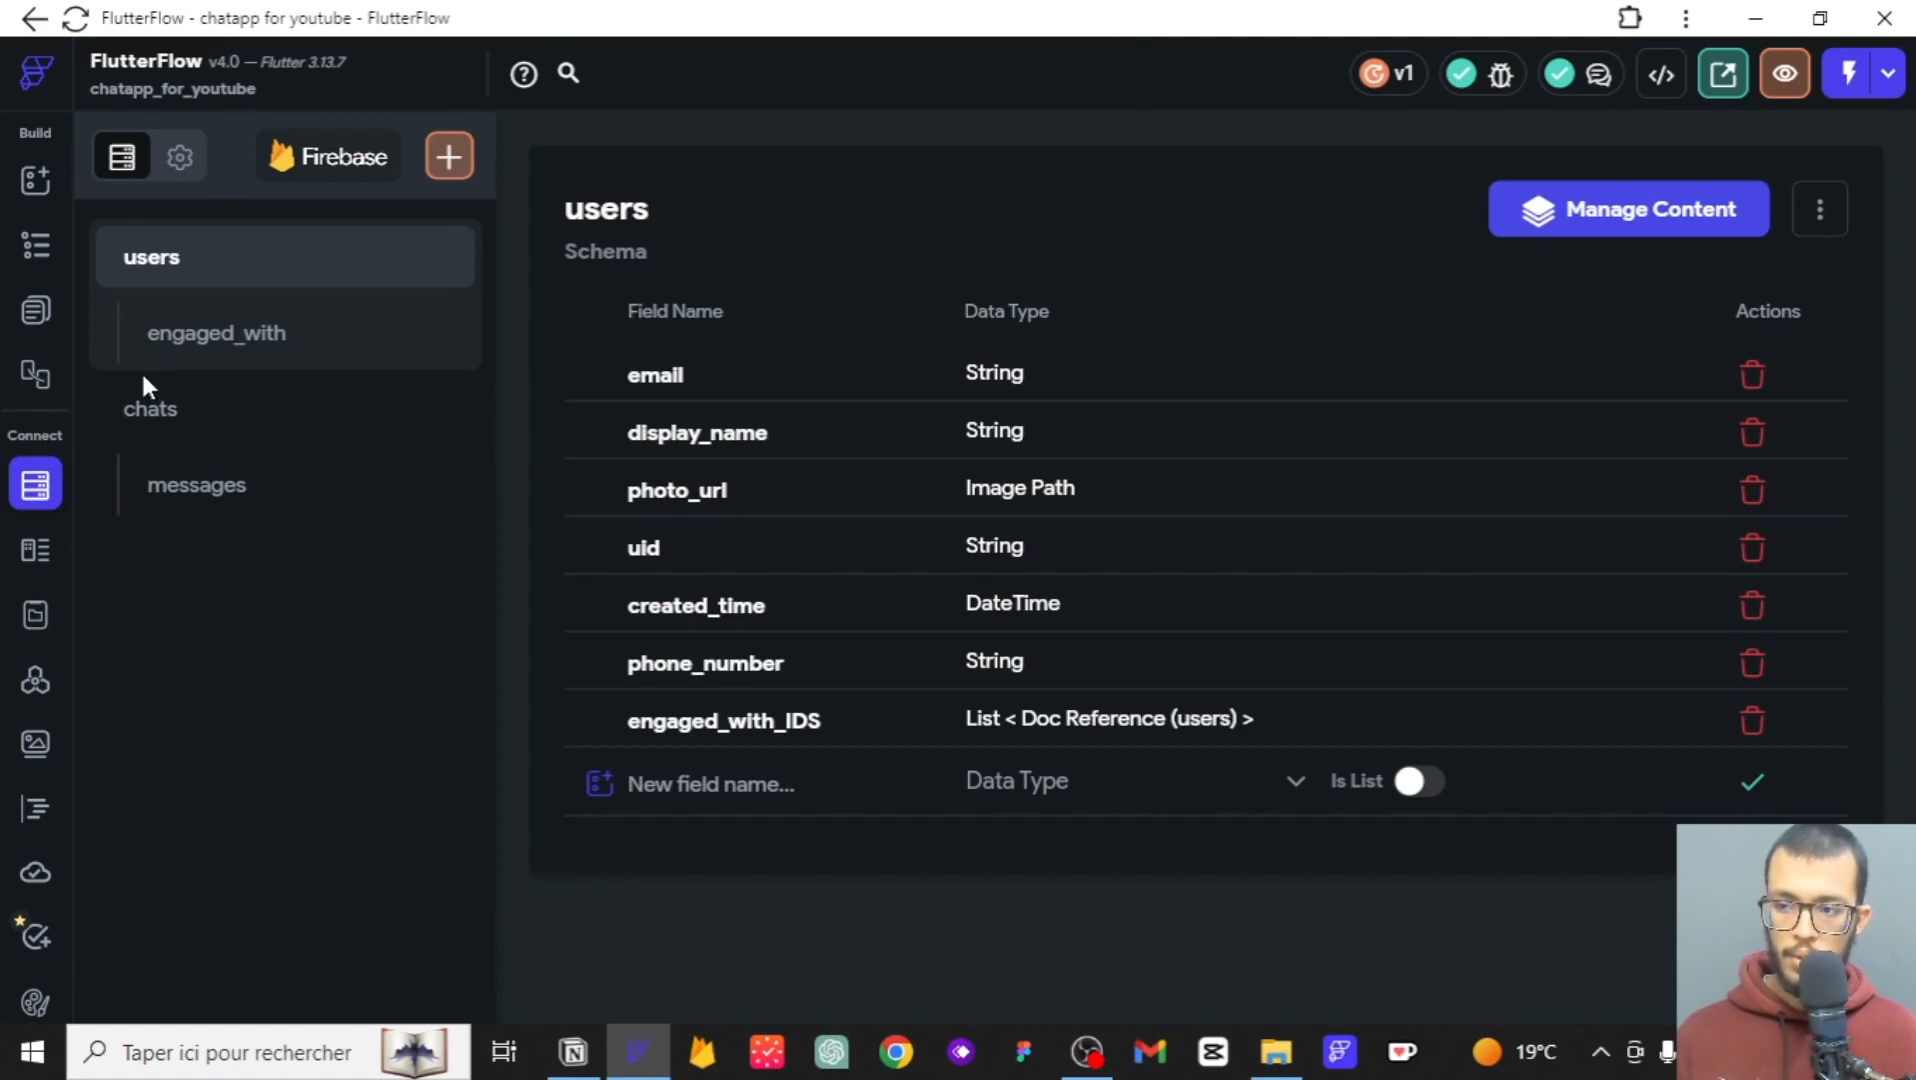 FlutterFlow - chatapp for youtube - FlutterFlow
FlutterFlow v4.0 — Flutter 3.13.7
chatapp_for_youtube
v1
Build
Firebase
users
engaged_with
chats
messages
Connect
users
Schema
Manage Content
Field Name Data Type Actions
email String
display_name String
photo_url Image Path
uid String
created_time DateTime
phone_number String
engaged_with_IDS List < Doc Reference (users) >
New field name... Data Type Is List
Taper ici pour rechercher
19°C